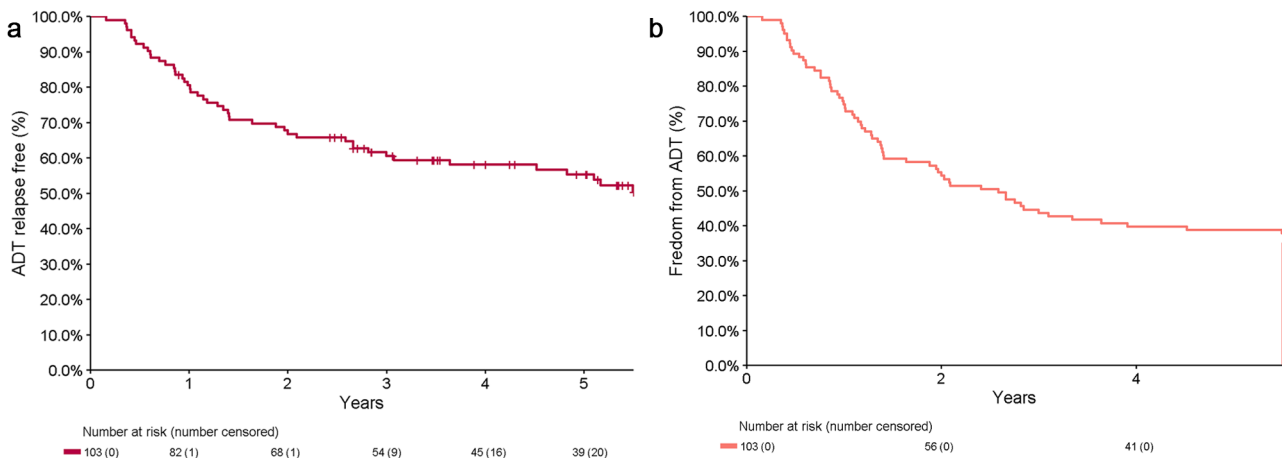 a
ADT relapse free (%)
100.0%
90.0%
80.0%
70.0%
60.0%
50.0%
40.0%
30.0%
20.0%
10.0%
0.0%
0 1 2 3 4 5
Years
Number at risk (number censored)
103 (0) 82 (1) 68 (1) 54 (9) 45 (16) 39 (20)
b
Fredom from ADT (%)
100.0%
90.0%
80.0%
70.0%
60.0%
50.0%
40.0%
30.0%
20.0%
10.0%
0.0%
0 2 4
Years
Number at risk (number censored)
103 (0) 56 (0) 41 (0)